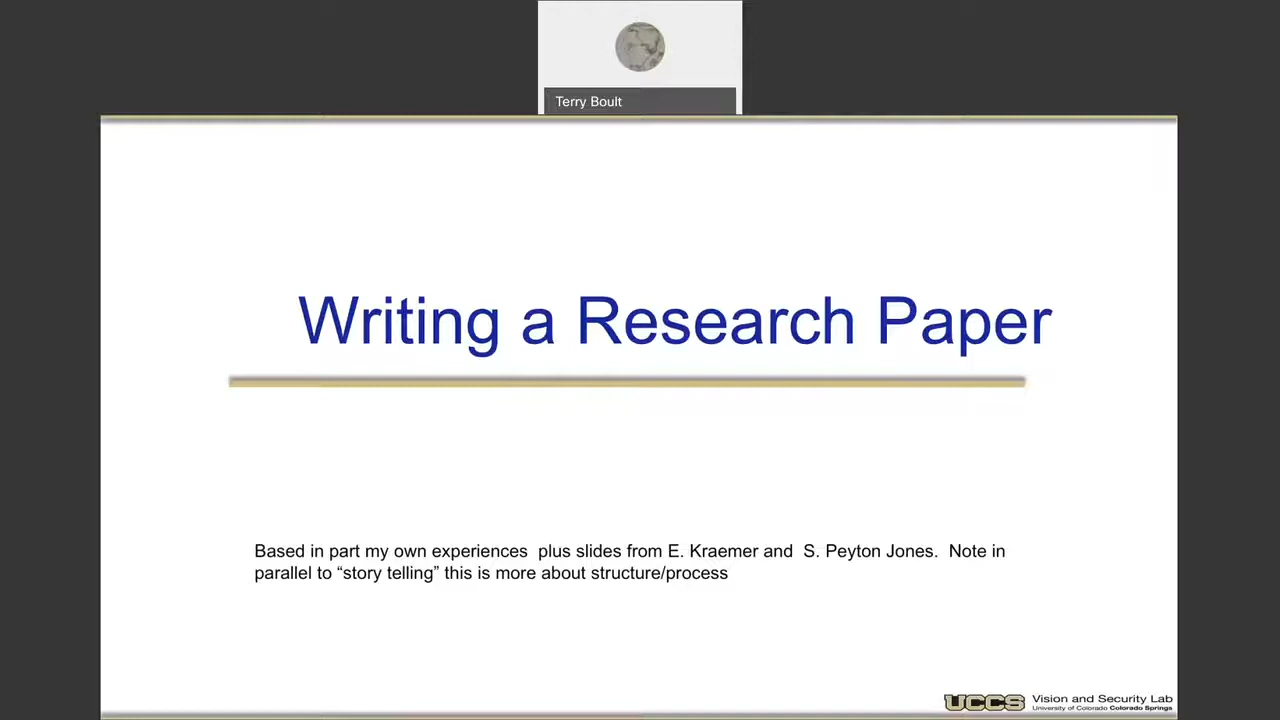 Terry Boult
Writing a Research Paper
Based in part my own experiences  plus slides from E. Kraemer and  S. Peyton Jones.  Note in
parallel to “story telling” this is more about structure/process
UCCS
Vision and Security Lab
University of Colorado Colorado Springs